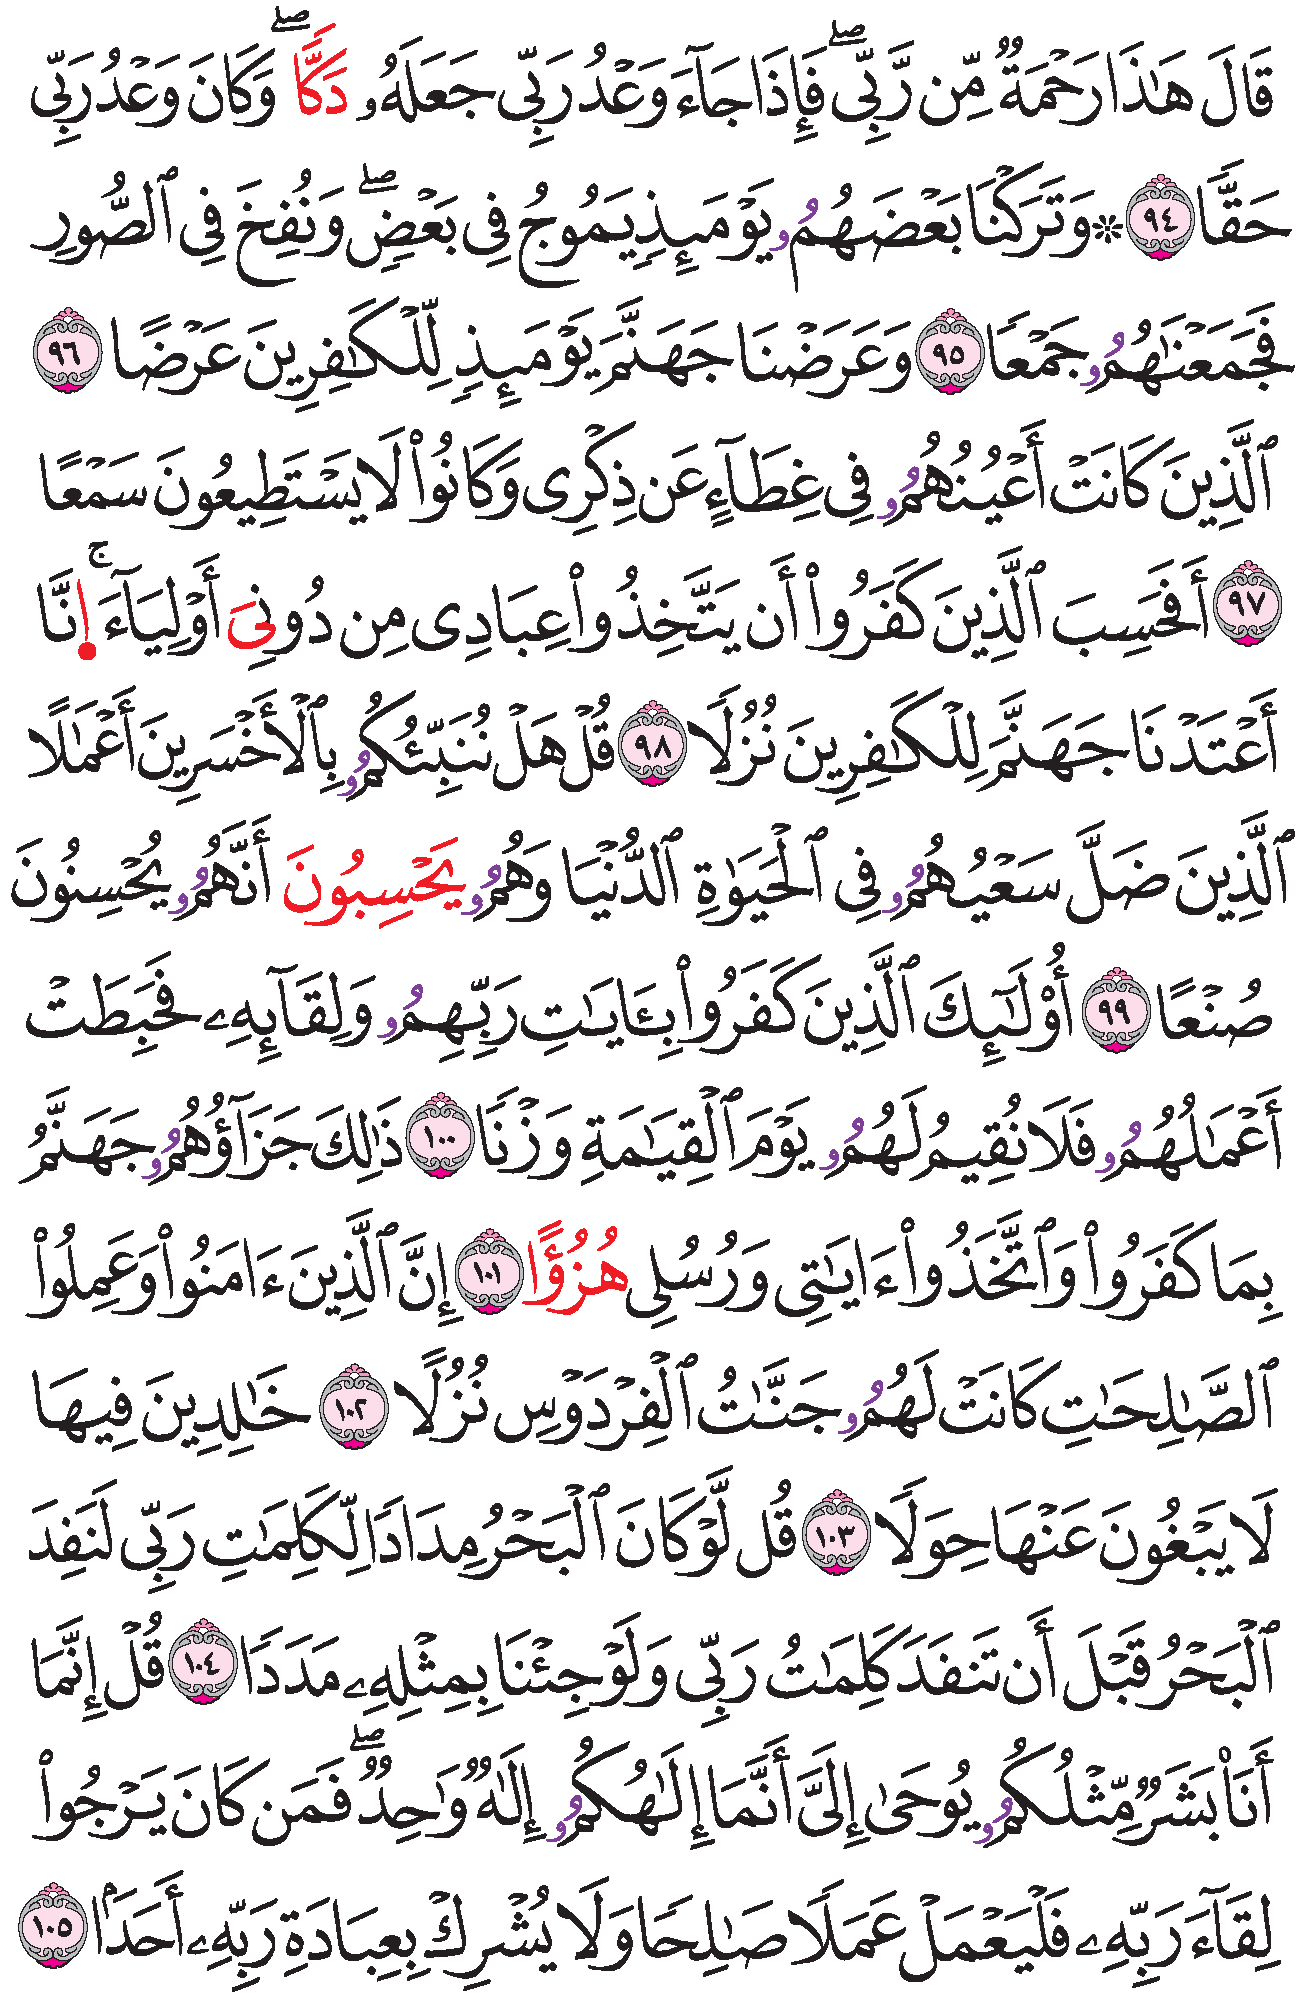 قَالَ هَٰذَا رَحْمَةٌ مِّن رَّبِّي ۖ فَإِذَا جَآءَ وَعْدُ رَبِّي جَعَلَهُۥ دَكًّا ۖ وَكَانَ وَعْدُ رَبِّي
حَقًّا ٩٤ ۞ وَتَرَكْنَا بَعْضَهُمُۥ يَوْمَئِذٍ يَمُوجُ فِي بَعْضٍ ۖ وَنُفِخَ فِي ٱلصُّورِ
فَجَمَعْنَٰهُمُۥ جَمْعًا ٩٥ وَعَرَضْنَا جَهَنَّمَ يَوْمَئِذٍ لِّلْكَٰفِرِينَ عَرْضًا ٩٦
ٱلَّذِينَ كَانَتْ أَعْيُنُهُمُۥ فِي غِطَآءٍ عَن ذِكْرِي وَكَانُوا۟ لَا يَسْتَطِيعُونَ سَمْعًا
٩٧ أَفَحَسِبَ ٱلَّذِينَ كَفَرُوا۟ أَن يَتَّخِذُوا۟ عِبَادِي مِن دُونِيَ أَوْلِيَآءَ ۚ إِنَّا
أَعْتَدْنَا جَهَنَّمَ لِلْكَٰفِرِينَ نُزُلًا ٩٨ قُلْ هَلْ نُنَبِّئُكُمُۥ بِٱلْأَخْسَرِينَ أَعْمَٰلًا
ٱلَّذِينَ ضَلَّ سَعْيُهُمُۥ فِي ٱلْحَيَوٰةِ ٱلدُّنْيَا وَهُمُۥ يَحْسِبُونَ أَنَّهُمُۥ يُحْسِنُونَ
صُنْعًا ٩٩ أُو۟لَٰٓئِكَ ٱلَّذِينَ كَفَرُوا۟ بِـَٔايَٰتِ رَبِّهِمُۥ وَلِقَآئِهِۦ فَحَبِطَتْ
أَعْمَٰلُهُمُۥ فَلَا نُقِيمُ لَهُمُۥ يَوْمَ ٱلْقِيَٰمَةِ وَزْنًا ١٠٠ ذَٰلِكَ جَزَآؤُهُمُۥ جَهَنَّمُ
بِمَا كَفَرُوا۟ وَٱتَّخَذُوٓا۟ ءَايَٰتِي وَرُسُلِي هُزُؤًا ١٠١ إِنَّ ٱلَّذِينَ ءَامَنُوا۟ وَعَمِلُوا۟
ٱلصَّٰلِحَٰتِ كَانَتْ لَهُمُۥ جَنَّٰتُ ٱلْفِرْدَوْسِ نُزُلًا ١٠٢ خَٰلِدِينَ فِيهَا
لَا يَبْغُونَ عَنْهَا حِوَلًا ١٠٣ قُل لَّوْ كَانَ ٱلْبَحْرُ مِدَادًا لِّكَلِمَٰتِ رَبِّي لَنَفِدَ
ٱلْبَحْرُ قَبْلَ أَن تَنفَدَ كَلِمَٰتُ رَبِّي وَلَوْ جِئْنَا بِمِثْلِهِۦ مَدَدًا ١٠٤ قُلْ إِنَّمَا
أَنَا۠ بَشَرٌ مِّثْلُكُمُۥ يُوحَىٰ إِلَيَّ أَنَّمَا إِلَٰهُكُمُۥ إِلَٰهٌ وَٰحِدٌ ۖ فَمَن كَانَ يَرْجُوا۟
لِقَآءَ رَبِّهِۦ فَلْيَعْمَلْ عَمَلًا صَٰلِحًا وَلَا يُشْرِكْ بِعِبَادَةِ رَبِّهِۦ أَحَدًۢا ١٠٥